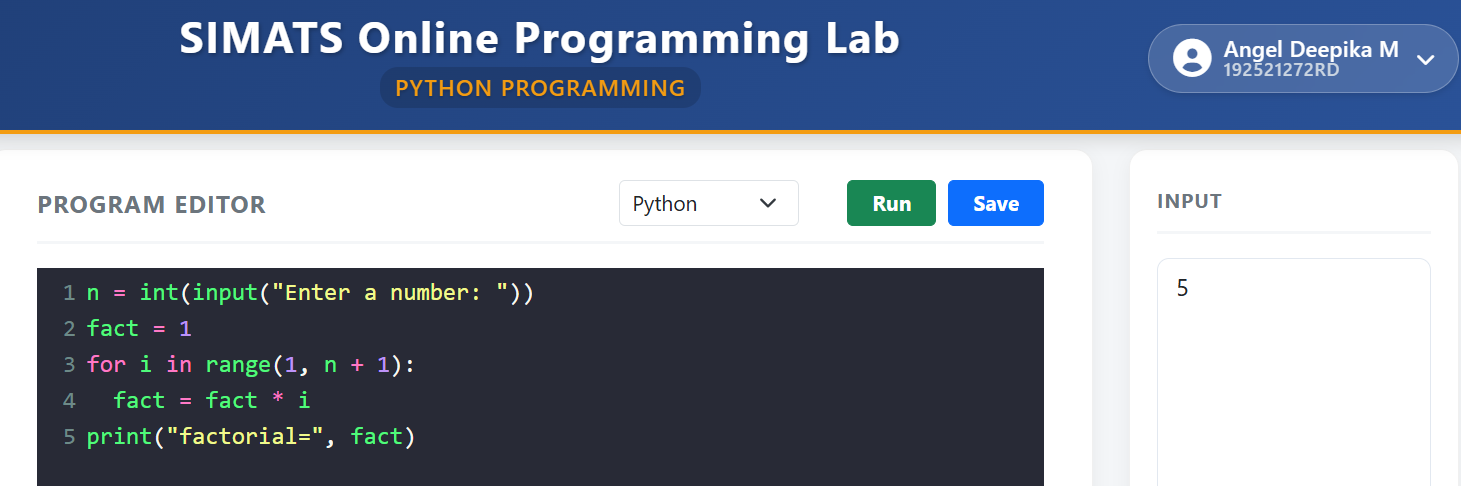 SIMATS Online Programming Lab
PYTHON PROGRAMMING
Angel Deepika M
192521272RD
PROGRAM EDITOR
Python
Run
Save
1 n = int(input("Enter a number: "))
2 fact = 1
3 for i in range(1, n + 1):
4   fact = fact * i
5 print("factorial=", fact)
INPUT
5